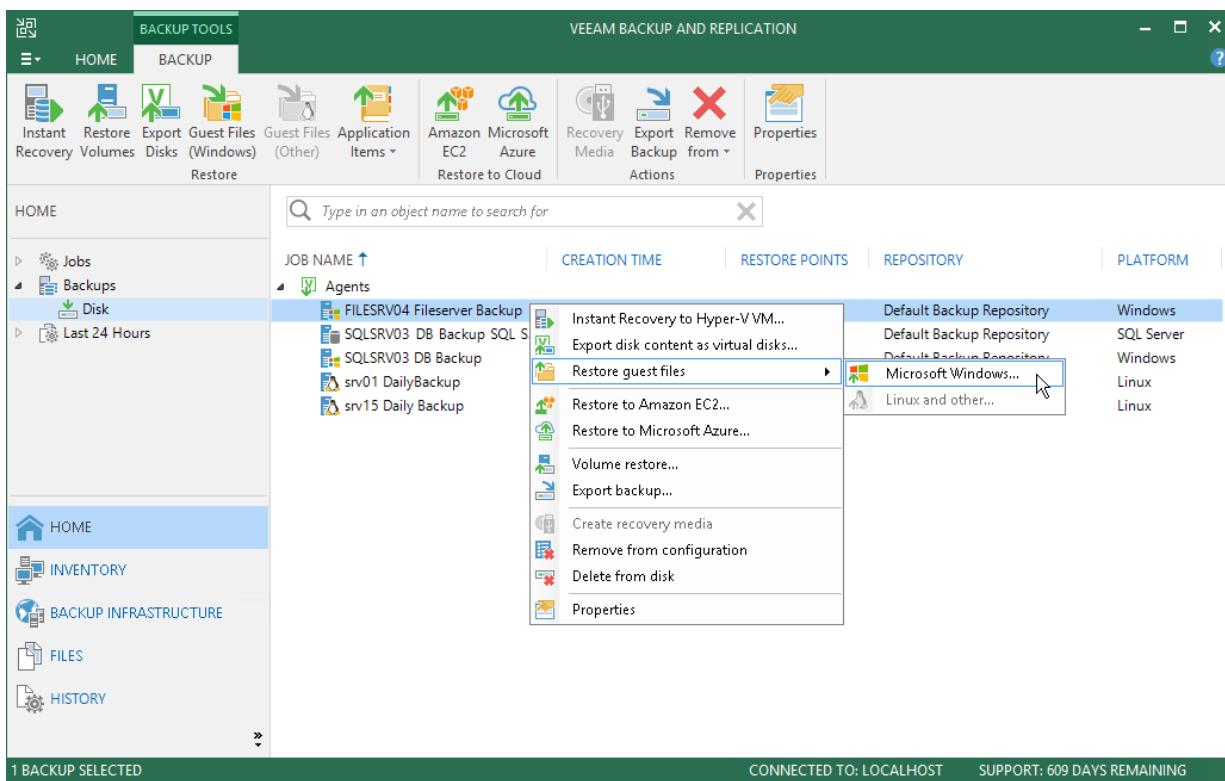 BACKUP TOOLS
VEEAM BACKUP AND REPLICATION
HOME
BACKUP
Instant Recovery
Restore Volumes
Export Disks
Guest Files (Windows)
Guest Files (Other)
Application Items
Restore
Amazon EC2
Microsoft Azure
Restore to Cloud
Recovery Media
Export Backup
Remove from
Actions
Properties
Properties
HOME
Jobs
Backups
Disk
Last 24 Hours
Type in an object name to search for
JOB NAME CREATION TIME RESTORE POINTS REPOSITORY PLATFORM
Agents
FILESRV04 Fileserver Backup Default Backup Repository Windows
SQLSRV03 DB Backup SQL S Default Backup Repository SQL Server
SQLSRV03 DB Backup Default Backup Repository Windows
srv01 DailyBackup Linux
srv15 Daily Backup Linux
Instant Recovery to Hyper-V VM...
Export disk content as virtual disks...
Restore guest files
Microsoft Windows...
Linux and other...
Restore to Amazon EC2...
Restore to Microsoft Azure...
Volume restore...
Export backup...
Create recovery media
Remove from configuration
Delete from disk
Properties
HOME
INVENTORY
BACKUP INFRASTRUCTURE
FILES
HISTORY
1 BACKUP SELECTED
CONNECTED TO: LOCALHOST
SUPPORT: 609 DAYS REMAINING